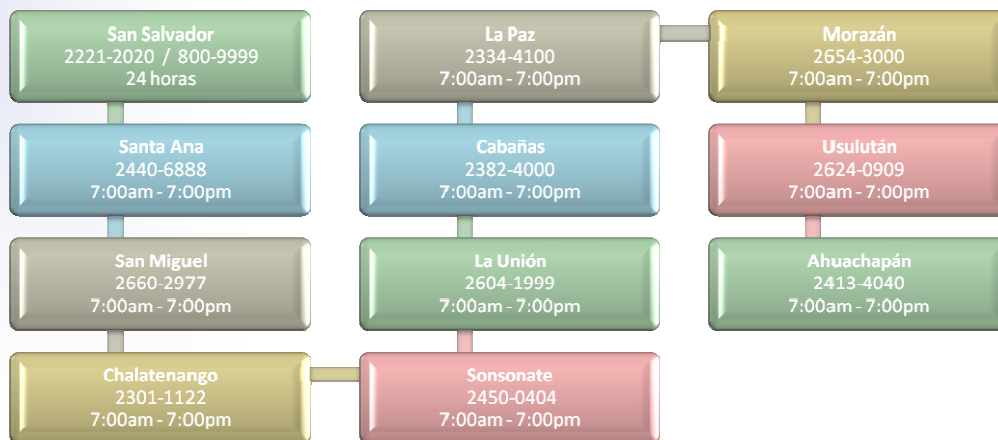 San Salvador
2221-2020 / 800-9999
24 horas
Santa Ana
2440-6888
7:00am - 7:00pm
San Miguel
2660-2977
7:00am - 7:00pm
Chalatenango
2301-1122
7:00am - 7:00pm
Sonsonate
2450-0404
7:00am - 7:00pm
La Unión
2604-1999
7:00am - 7:00pm
Cabañas
2382-4000
7:00am - 7:00pm
La Paz
2334-4100
7:00am - 7:00pm
Morazán
2654-3000
7:00am - 7:00pm
Usulután
2624-0909
7:00am - 7:00pm
Ahuachapán
2413-4040
7:00am - 7:00pm